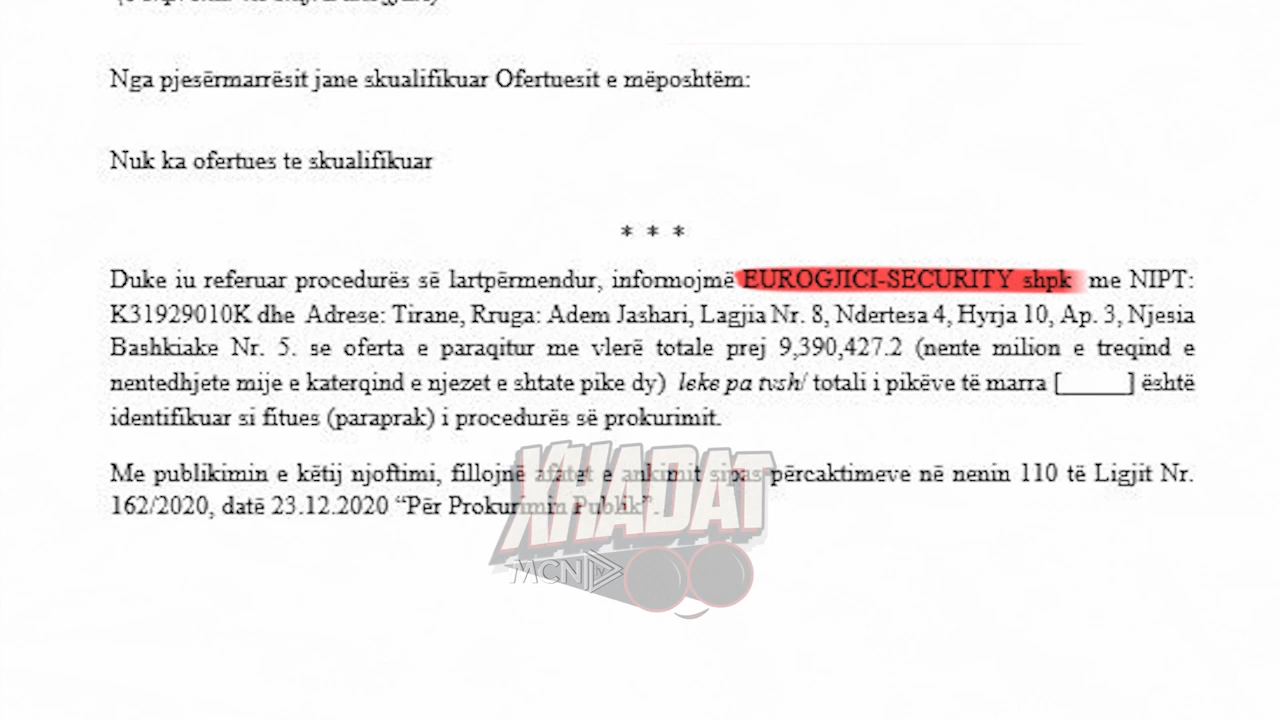 Nga pjesërmarrësit jane skualifikuar Ofertuesit e mëposhtëm:
Nuk ka ofertues te skualifikuar
* * *
Duke iu referuar procedurës së lartpërmendur, informojmë EUROGJICI-SECURITY shpk me NIPT:
K31929010K dhe Adrese: Tirane, Rruga: Adem Jashari, Lagjia Nr. 8, Ndertesa 4, Hyrja 10, Ap. 3, Njesia
Bashkiake Nr. 5. se oferta e paraqitur me vlerë totale prej 9,390,427.2 (nente milion e treqind e
nentedhjete mije e katerqind e njezet e shtate pike dy) leke pa tvsh/ totali i pikëve të marra [_____] është
identifikuar si fitues (paraprak) i procedurës së prokurimit.
Me publikimin e këtij njoftimi, fillojnë afatet e ankimit sipas përcaktimeve në nenin 110 të Ligjit Nr.
162/2020, datë 23.12.2020 “Për Prokurimin Publik”.
XHADAT
MCN tv